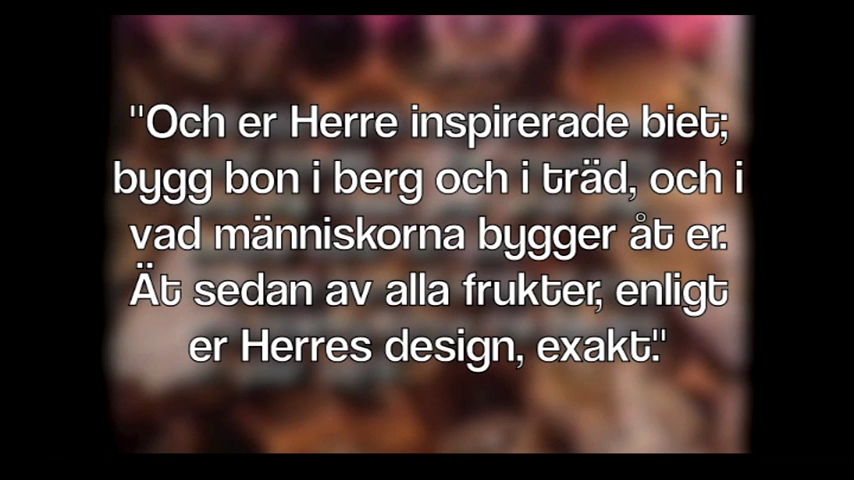 "Och er Herre inspirerade biet;
bygg bon i berg och i träd, och i
vad människorna bygger åt er.
Ät sedan av alla frukter, enligt
er Herres design, exakt."